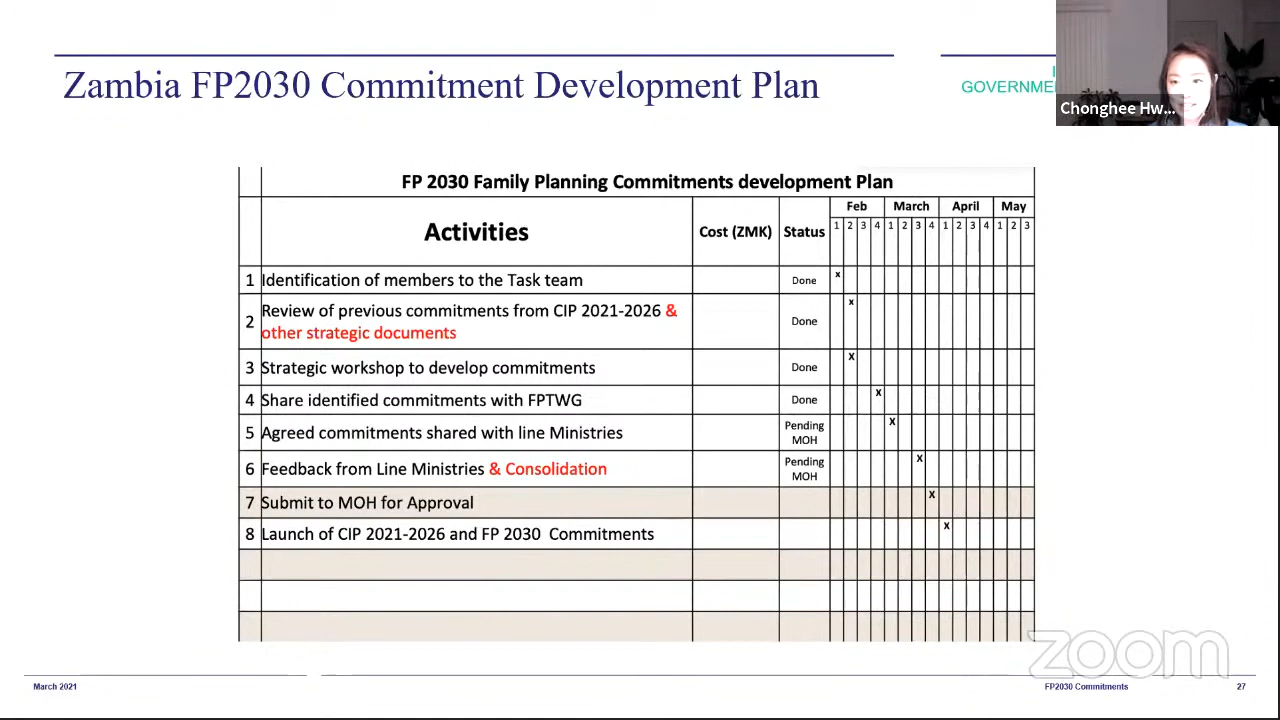 Zambia FP2030 Commitment Development Plan
GOVERNME
Chonghee Hw...
FP 2030 Family Planning Commitments development Plan
Activities Cost (ZMK) Status Feb March April May
1 2 3 4 1 2 3 4 1 2 3 4 1 2 3
1 Identification of members to the Task team Done x
2 Review of previous commitments from CIP 2021-2026 &
other strategic documents Done x
3 Strategic workshop to develop commitments Done x
4 Share identified commitments with FPTWG Done x
5 Agreed commitments shared with line Ministries Pending
MOH x
6 Feedback from Line Ministries & Consolidation Pending
MOH x
7 Submit to MOH for Approval x
8 Launch of CIP 2021-2026 and FP 2030 Commitments x
zoom
March 2021 FP2030 Commitments 27